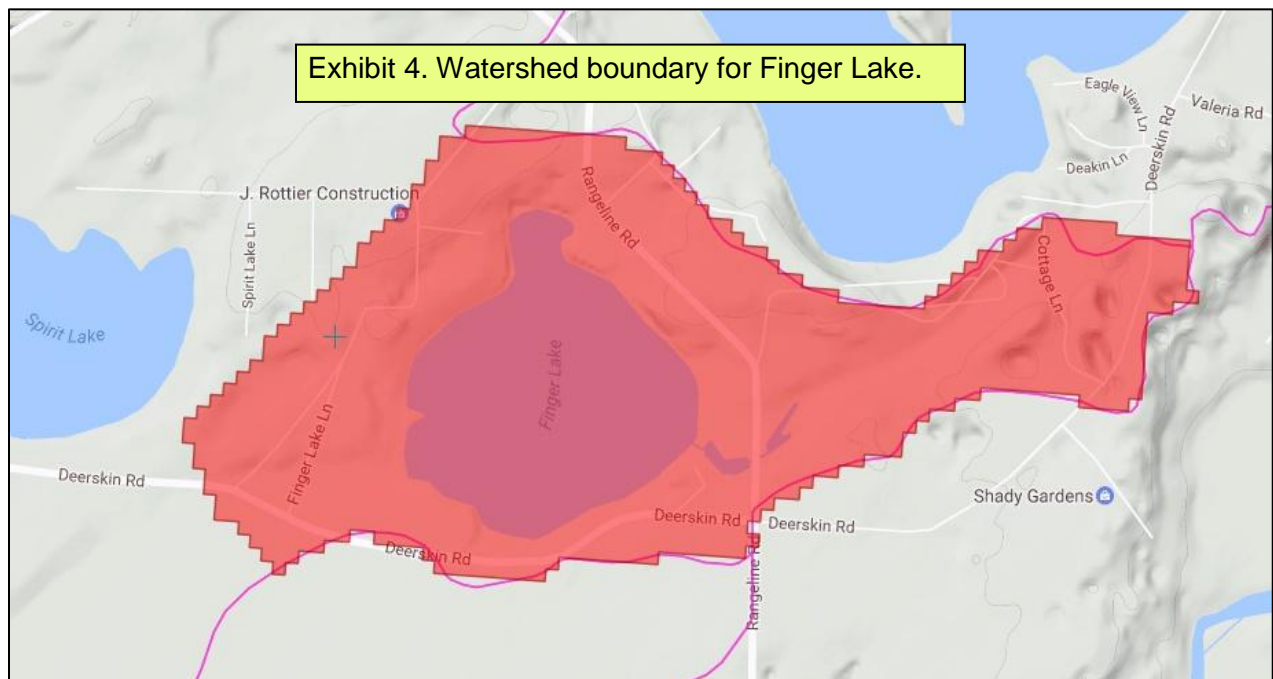 Exhibit 4. Watershed boundary for Finger Lake.
Eagle View Ln
Valeria Rd
Deakin Ln
Deerskin Rd
J. Rottier Construction
Rangeline Rd
Spirit Lake Ln
Cottage Ln
Spirit Lake
Finger Lake
Finger Lake Ln
Deerskin Rd
Shady Gardens
Deerskin Rd
Deerskin Rd
Deerskin Rd
Rangeline Rd